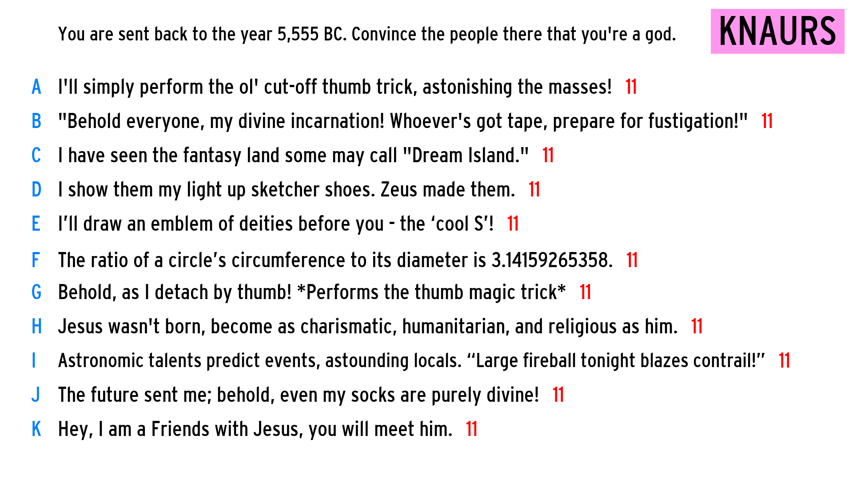 You are sent back to the year 5,555 BC. Convince the people there that you're a god.
KNAURS
A I'll simply perform the ol' cut-off thumb trick, astonishing the masses! 11
B "Behold everyone, my divine incarnation! Whoever's got tape, prepare for fustigation!" 11
C I have seen the fantasy land some may call "Dream Island." 11
D I show them my light up sketcher shoes. Zeus made them. 11
E I’ll draw an emblem of deities before you - the ‘cool S’! 11
F The ratio of a circle’s circumference to its diameter is 3.14159265358. 11
G Behold, as I detach by thumb! *Performs the thumb magic trick* 11
H Jesus wasn't born, become as charismatic, humanitarian, and religious as him. 11
I Astronomic talents predict events, astounding locals. “Large fireball tonight blazes contrail!” 11
J The future sent me; behold, even my socks are purely divine! 11
K Hey, I am a Friends with Jesus, you will meet him. 11